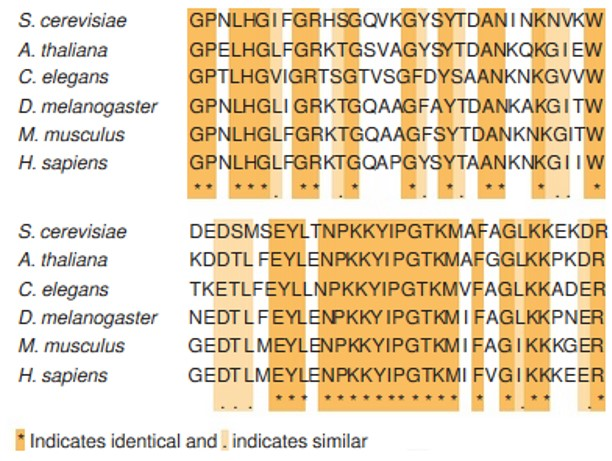 S. cerevisiae GPNLHGIFGRHSGQVKGYSYTDANINKNVKW
A. thaliana GPELHGLFGRKTGSVAGYSYTDANKQKGIEW
C. elegans GPTLHGVIGRTSGTVSGFDYSAANKNKGVVW
D. melanogaster GPNLHGLIGRKTGQAAGFAYTDANKAKGITW
M. musculus GPNLHGLFGRKTGQAAGFSYTDANKNKGITW
H. sapiens GPNLHGLFGRKTGQAPGYSYTAANKNKGIIW
** ***. ** .* *. *. ** *.. *
S. cerevisiae DEDSMSEYLTNPKKYIPGTKMAFAGLKKEKDR
A. thaliana KDDTLFEYLENPKKYIPGTKMAFGGLKKPKDR
C. elegans TKETLFEYLLNPKKYIPGTKMVFAGLKKADER
D. melanogaster NEDTLFEYLENPKKYIPGTKMIFAGLKKPNER
M. musculus GEDTLMEYLENPKKYIPGTKMIFAGIKKKGER
H. sapiens GEDTLMEYLENPKKYIPGTKMIFVGIKKKEER
... *** *********** * *.** .*
* Indicates identical and . indicates similar